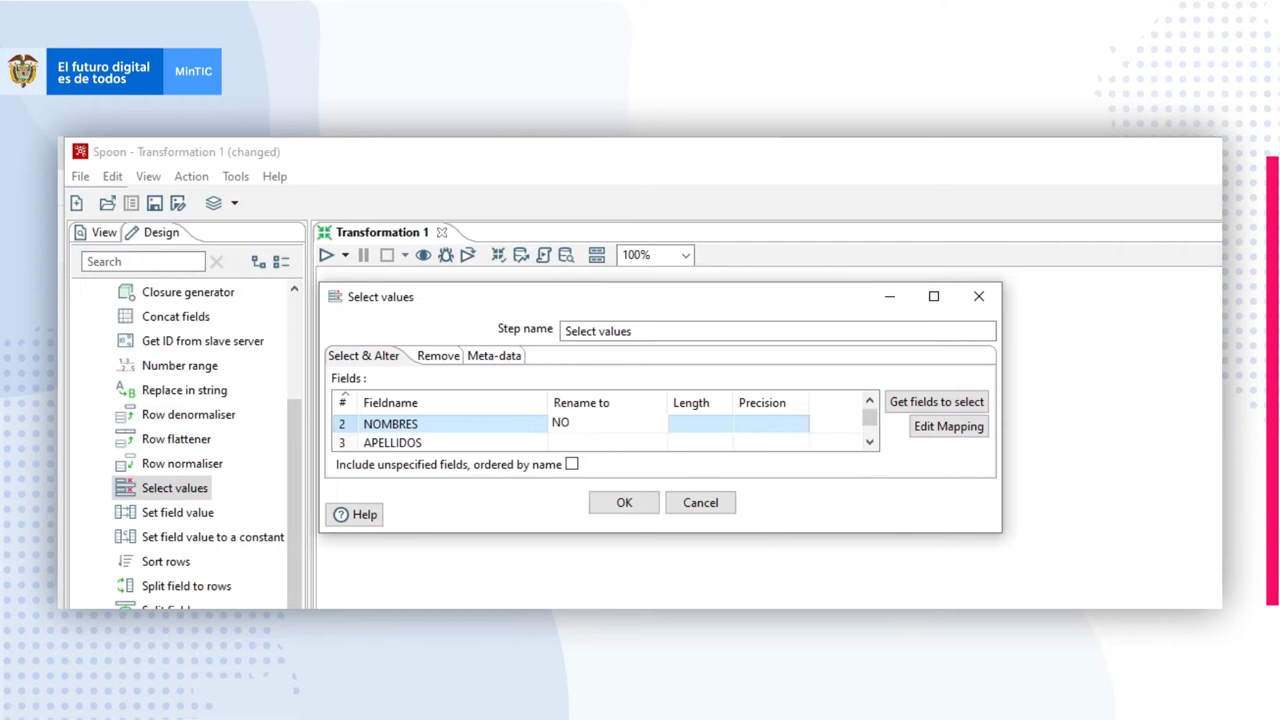 El futuro digital
es de todos
MinTIC
Spoon - Transformation 1 (changed)
File Edit View Action Tools Help
View Design
Transformation 1
Search
100%
Closure generator
Concat fields
Get ID from slave server
Number range
Replace in string
Row denormaliser
Row flattener
Row normaliser
Select values
Set field value
Set field value to a constant
Sort rows
Split field to rows
Select values
Step name Select values
Select & Alter Remove Meta-data
Fields :
# Fieldname Rename to Length Precision
2 NOMBRES NO
3 APELLIDOS
Get fields to select
Edit Mapping
Include unspecified fields, ordered by name
OK Cancel
Help